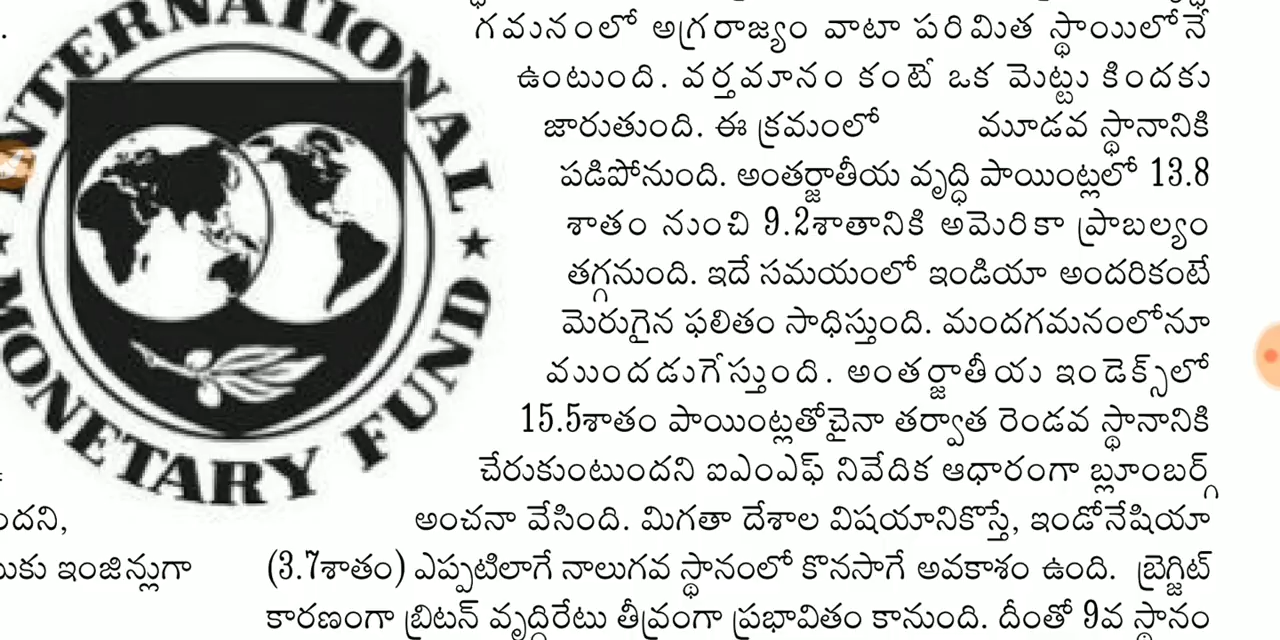 INTERNATIONAL MONETARY FUND
గమనంలో అగ్రరాజ్యం వాటా పరిమిత స్థాయిలోనే
ఉంటుంది. వర్తమానం కంటే ఒక మెట్టు కిందకు
జారుతుంది. ఈ క్రమంలో మూడవ స్థానానికి
పడిపోనుంది. అంతర్జాతీయ వృద్ధి పాయింట్లలో 13.8
శాతం నుంచి 9.2శాతానికి అమెరికా ప్రాబల్యం
తగ్గనుంది. ఇదే సమయంలో ఇండియా అందరికంటే
మెరుగైన ఫలితం సాధిస్తుంది. మందగమనంలోనూ
ముందడుగేస్తుంది. అంతర్జాతీయ ఇండెక్స్‌లో
15.5శాతం పాయింట్లతోచైనా తర్వాత రెండవ స్థానానికి
చేరుకుంటుందని ఐఎంఎఫ్ నివేదిక ఆధారంగా బ్లూంబర్గ్
ందని, అంచనా వేసింది. మిగతా దేశాల విషయానికొస్తే, ఇండోనేషియా
ఇంజిన్లుగా (3.7శాతం) ఎప్పటిలాగే నాలుగవ స్థానంలో కొనసాగే అవకాశం ఉంది. బ్రెగ్జిట్
కారణంగా బ్రిటన్ వృద్ధిరేటు తీవ్రంగా ప్రభావితం కానుంది. దీంతో 9వ స్థానం